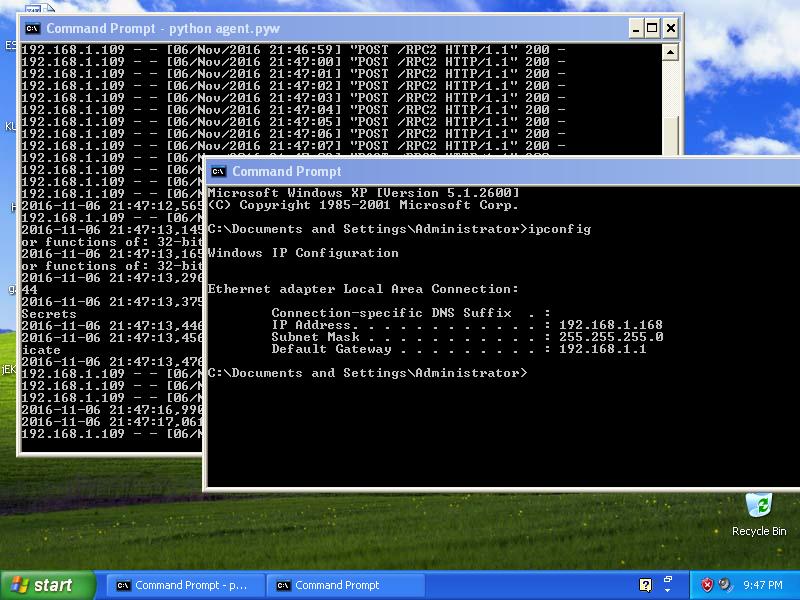 Command Prompt - python agent.pyw
192.168.1.109 - - [06/Nov/2016 21:46:59] "POST /RPC2 HTTP/1.1" 200 -
192.168.1.109 - - [06/Nov/2016 21:47:00] "POST /RPC2 HTTP/1.1" 200 -
192.168.1.109 - - [06/Nov/2016 21:47:01] "POST /RPC2 HTTP/1.1" 200 -
192.168.1.109 - - [06/Nov/2016 21:47:02] "POST /RPC2 HTTP/1.1" 200 -
192.168.1.109 - - [06/Nov/2016 21:47:03] "POST /RPC2 HTTP/1.1" 200 -
192.168.1.109 - - [06/Nov/2016 21:47:04] "POST /RPC2 HTTP/1.1" 200 -
192.168.1.109 - - [06/Nov/2016 21:47:05] "POST /RPC2 HTTP/1.1" 200 -
192.168.1.109 - - [06/Nov/2016 21:47:06] "POST /RPC2 HTTP/1.1" 200 -
192.168.1.109 - - [06/Nov/2016 21:47:07] "POST /RPC2 HTTP/1.1" 200 -
192.168.1.109 - - [06/N
192.168.1.109 - - [06/N
192.168.1.109 - - [06/N
192.168.1.109 - - [06/N
2016-11-06 21:47:12,565
192.168.1.109 - - [06/N
2016-11-06 21:47:13,145
or functions of: 32-bit
2016-11-06 21:47:13,165
or functions of: 32-bit
2016-11-06 21:47:13,296
44
2016-11-06 21:47:13,375
Secrets
2016-11-06 21:47:13,446
2016-11-06 21:47:13,456
icate
2016-11-06 21:47:13,476
192.168.1.109 - - [06/N
192.168.1.109 - - [06/N
192.168.1.109 - - [06/N
2016-11-06 21:47:16,990
2016-11-06 21:47:17,061
192.168.1.109 - - [06/N
Command Prompt
Microsoft Windows XP [Version 5.1.2600]
(C) Copyright 1985-2001 Microsoft Corp.
C:\Documents and Settings\Administrator>ipconfig
Windows IP Configuration
Ethernet adapter Local Area Connection:
Connection-specific DNS Suffix . :
IP Address. . . . . . . . . . . . : 192.168.1.168
Subnet Mask . . . . . . . . . . . : 255.255.255.0
Default Gateway . . . . . . . . . : 192.168.1.1
C:\Documents and Settings\Administrator>
Recycle Bin
start
Command Prompt - p...
Command Prompt
9:47 PM